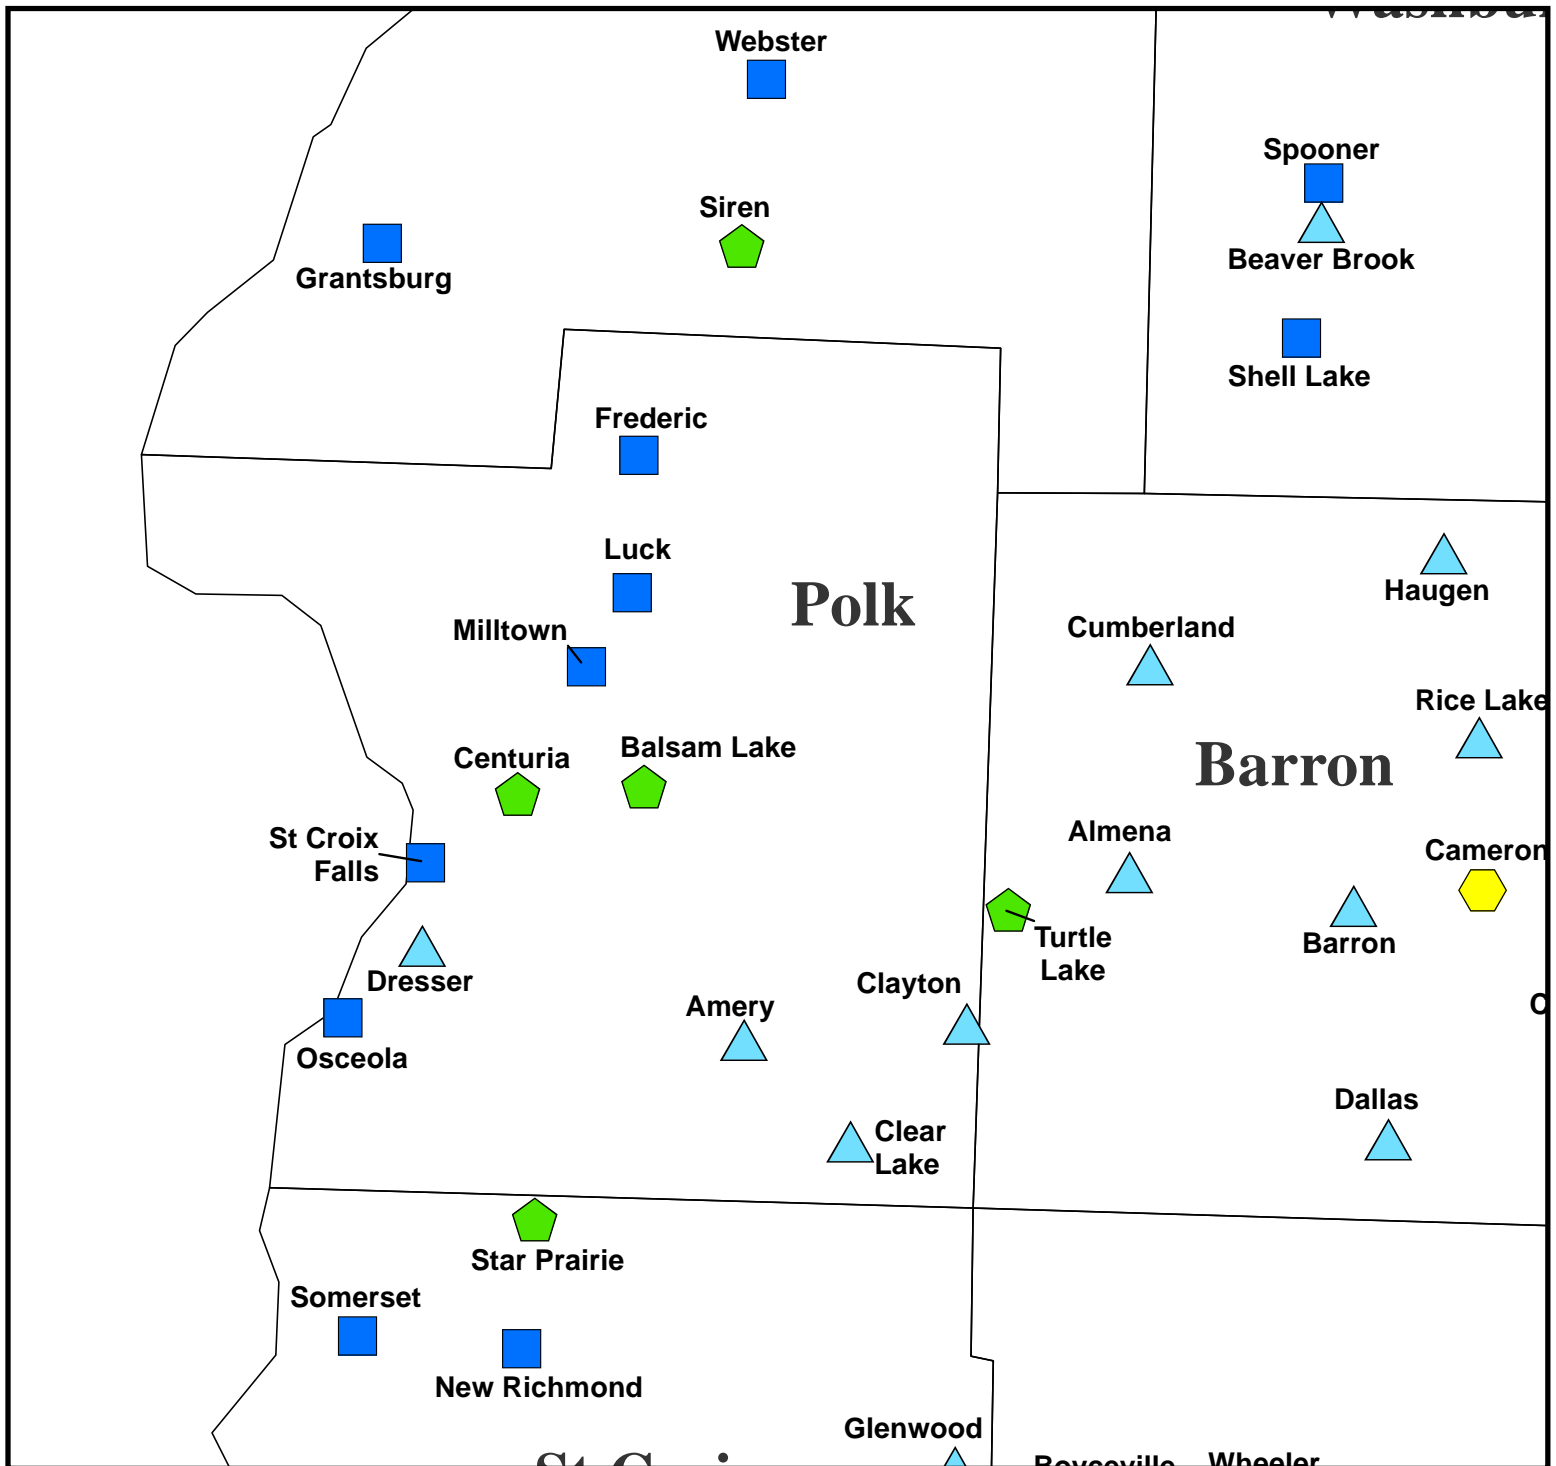 Webster
Spooner
Siren
Beaver Brook
Grantsburg
Shell Lake
Frederic
Luck
Haugen
Polk
Cumberland
Milltown
Rice Lake
Balsam Lake
Centuria
Barron
Almena
St Croix
Falls
Cameron
Turtle
Lake
Barron
Dresser
Clayton
Amery
Osceola
Dallas
Clear
Lake
Star Prairie
Somerset
New Richmond
Glenwood
Boyceville
Wheeler